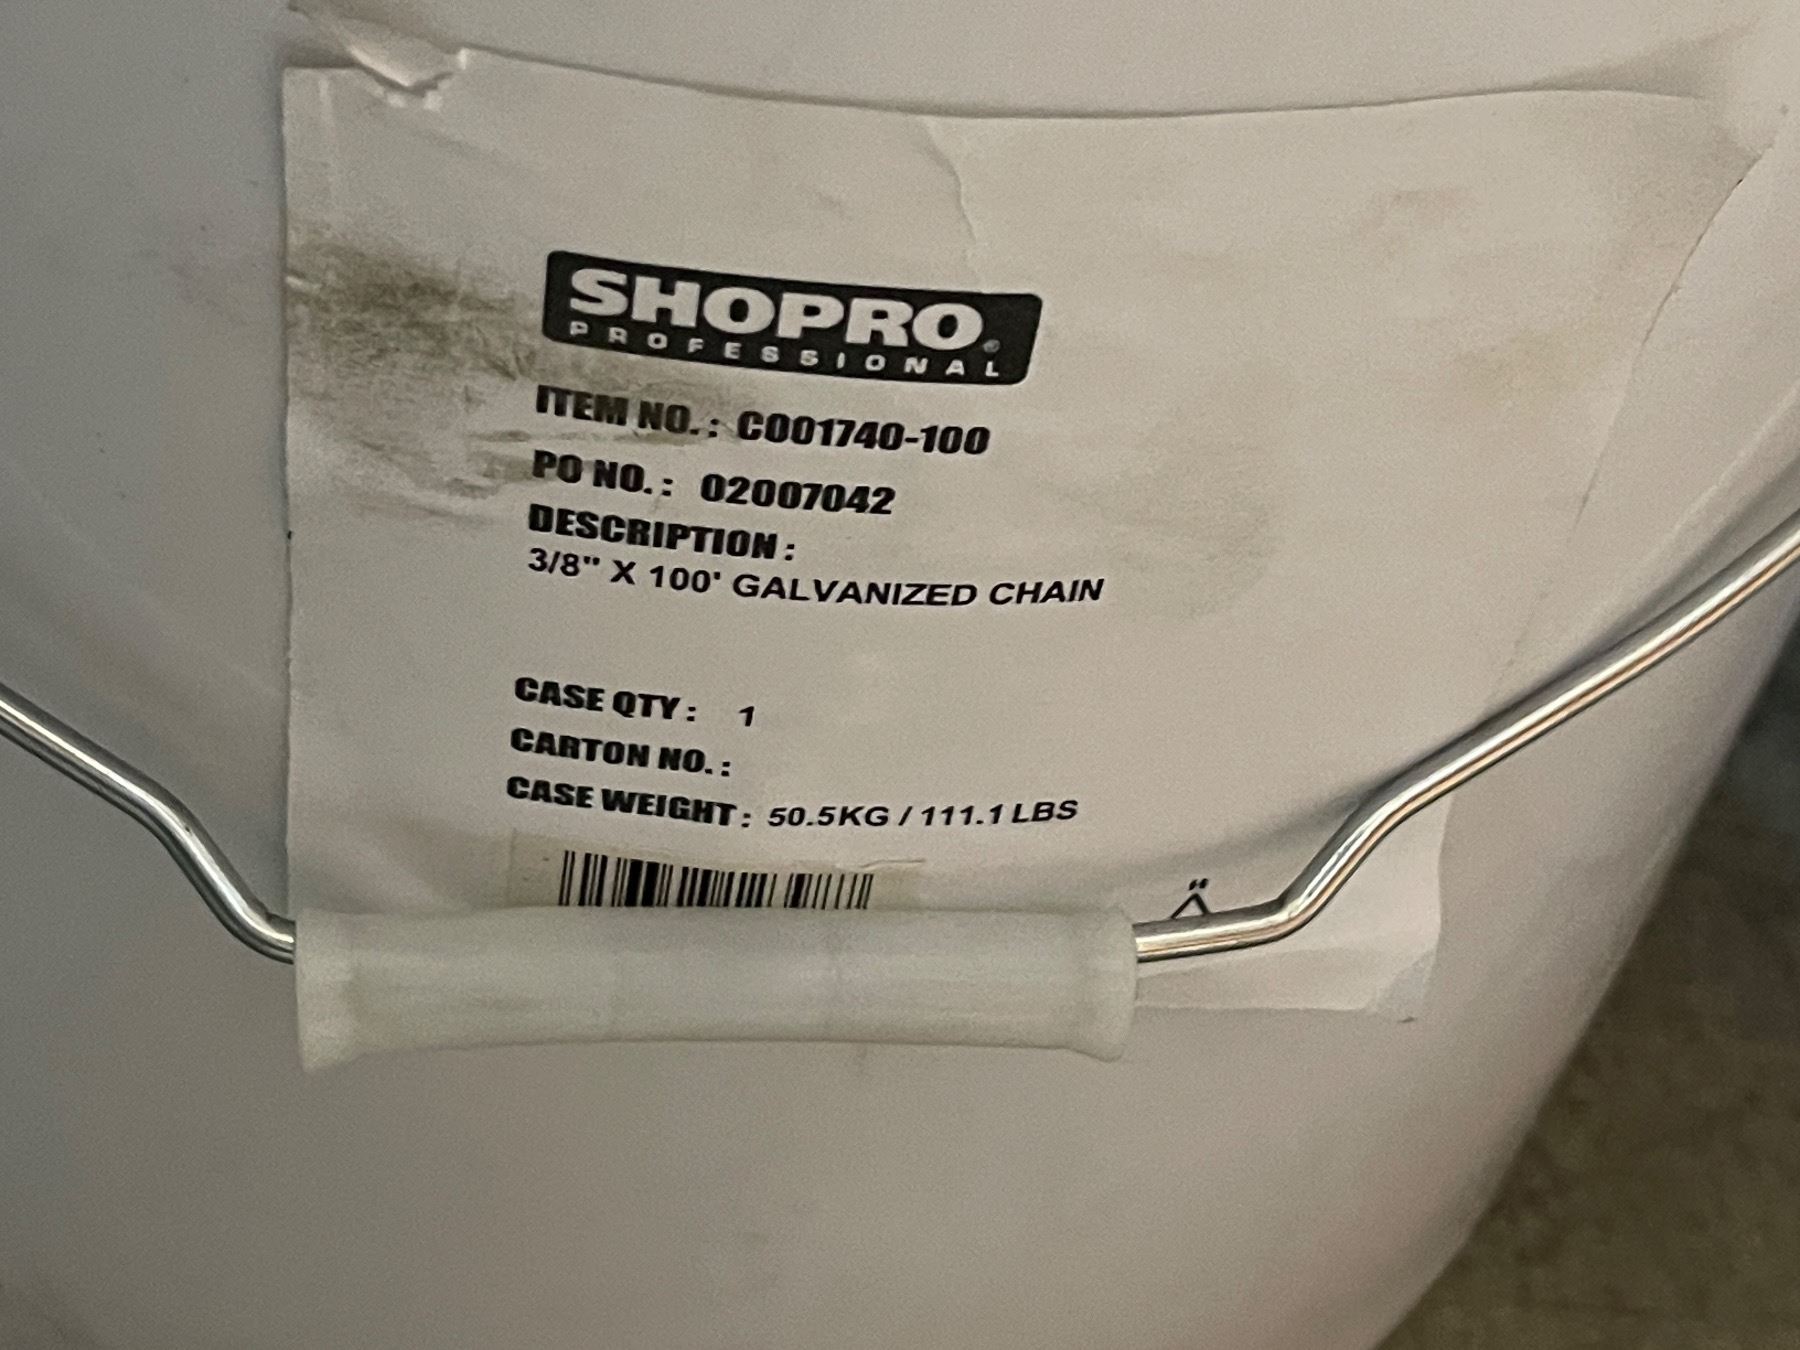 SHOPRO®
PROFESSIONAL
ITEM NO.: C001740-100
PO NO.: 02007042
DESCRIPTION:
3/8" X 100' GALVANIZED CHAIN
CASE QTY: 1
CARTON NO.:
CASE WEIGHT: 50.5KG / 111.1 LBS